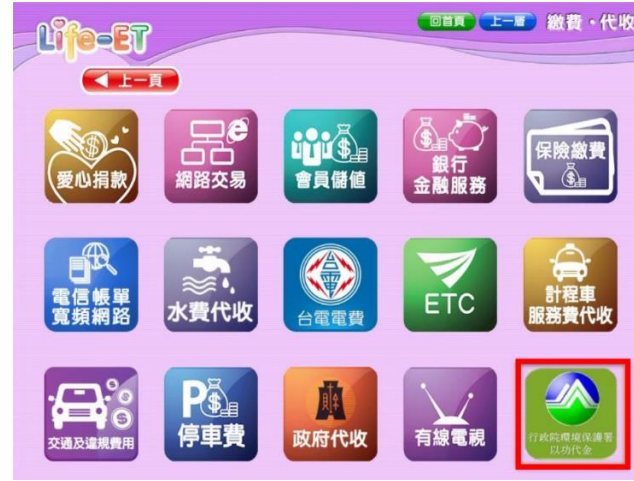 Life-ET
回首頁 上一層 繳費・代收
上一頁
愛心捐款
網路交易
會員儲值
銀行
金融服務
保險繳費
電信帳單
寬頻網路
水費代收
台電電費
ETC
計程車
服務費代收
交通及違規費用
P
停車費
政府代收
有線電視
行政院環境保護署
以功代金